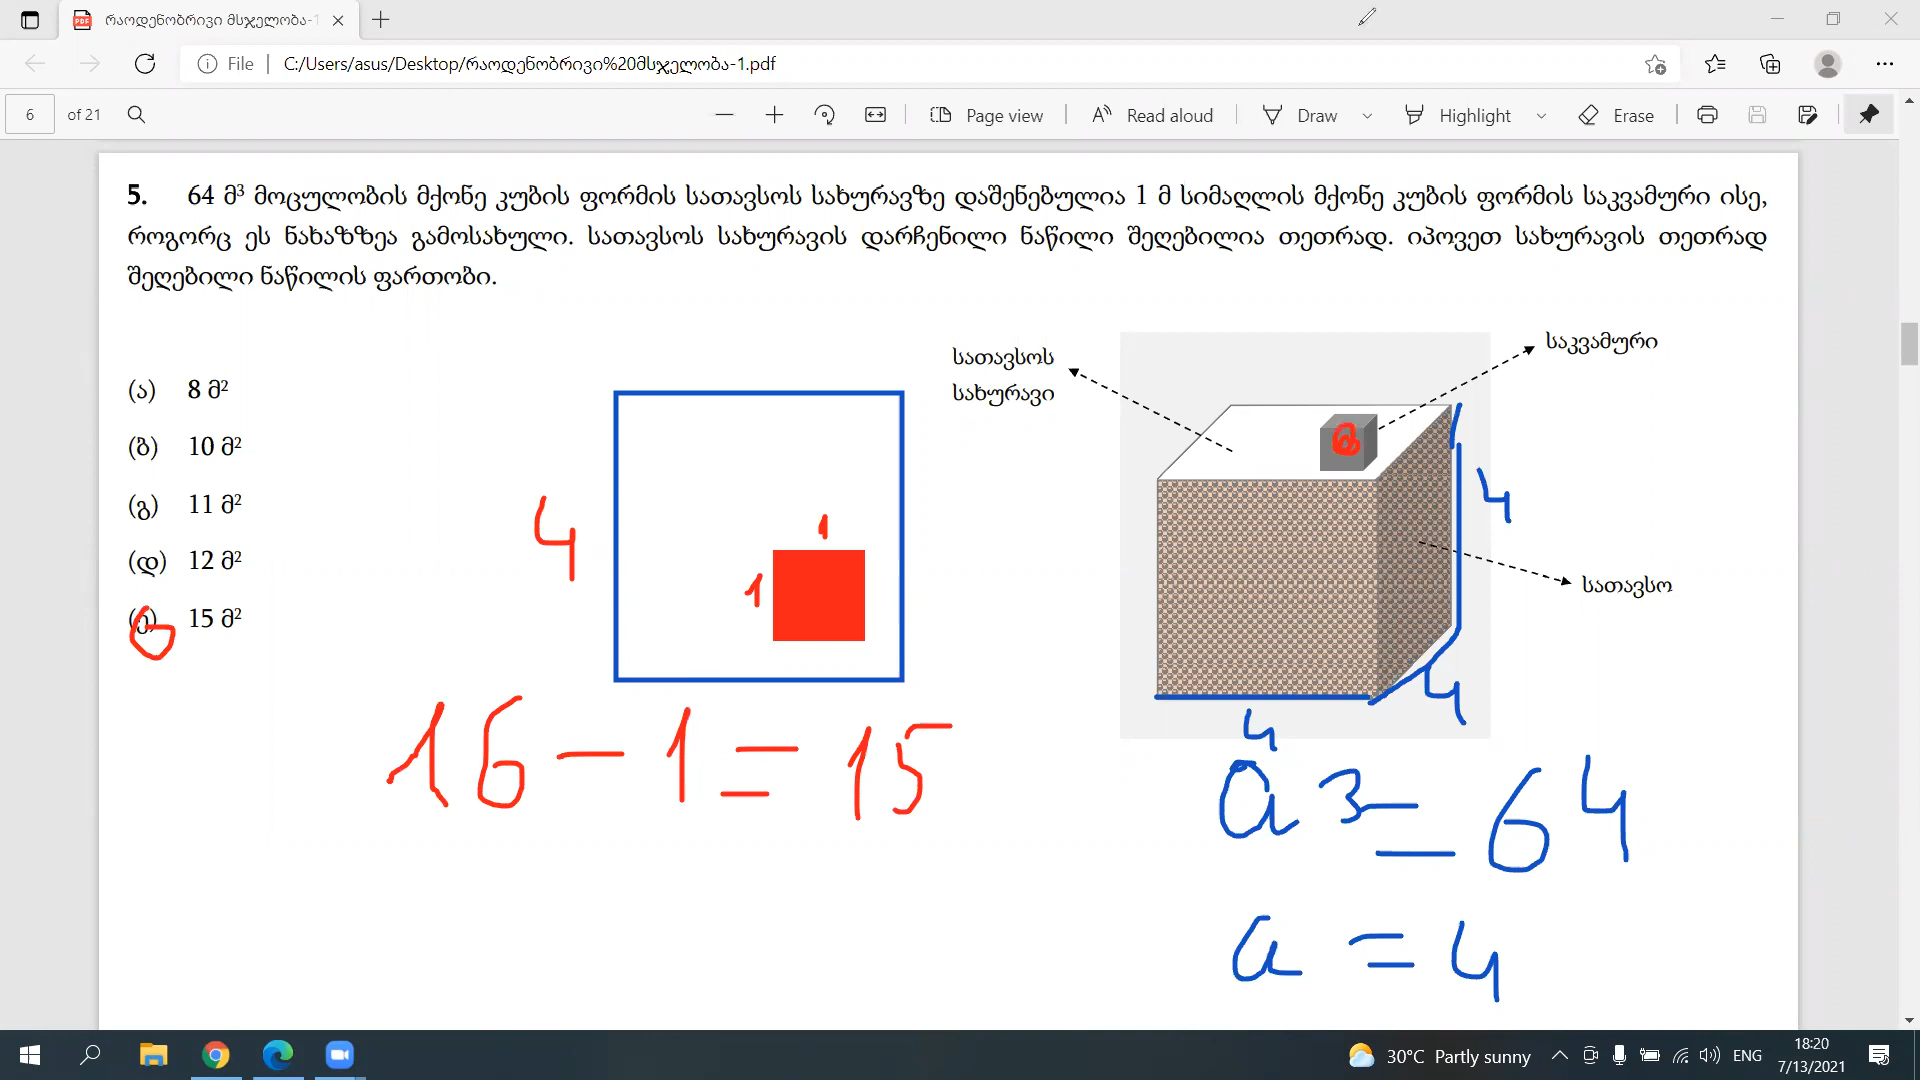 რაოდენობრივი მსჯელობა-1
File
C:/Users/asus/Desktop/რაოდენობრივი%20მსჯელობა-1.pdf
6 of 21
Page view
Read aloud
Draw
Highlight
Erase
5. 64 მ³ მოცულობის მქონე კუბის ფორმის სათავსოს სახურავზე დაშენებულია 1 მ სიმაღლის მქონე კუბის ფორმის საკვამური ისე,
როგორც ეს ნახაზზეა გამოსახული. სათავსოს სახურავის დარჩენილი ნაწილი შეღებილია თეთრად. იპოვეთ სახურავის თეთრად
შეღებილი ნაწილის ფართობი.
(ა) 8 მ²
(ბ) 10 მ²
(გ) 11 მ²
(დ) 12 მ²
(ე) 15 მ²
სათავსოს
სახურავი
საკვამური
სათავსო
4
1
1
4
4
4
16 - 1 = 15
a 3 = 64
a = 4
30°C Partly sunny
ENG
18:20
7/13/2021